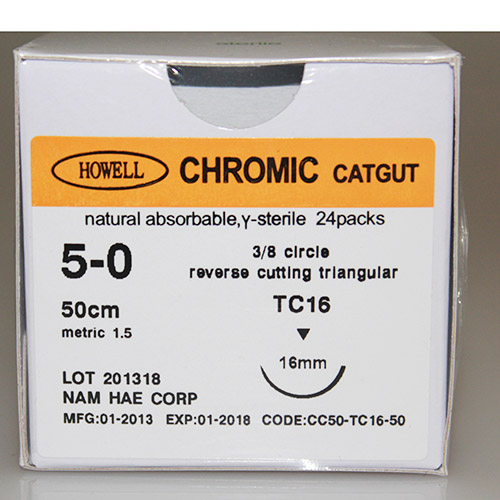 sterile
HOWELL CHROMIC CATGUT
natural absorbable,γ-sterile 24packs
5-0
3/8 circle
reverse cutting triangular
50cm
TC16
metric 1.5
16mm
LOT 201318
NAM HAE CORP
MFG:01-2013 EXP:01-2018 CODE:CC50-TC16-50